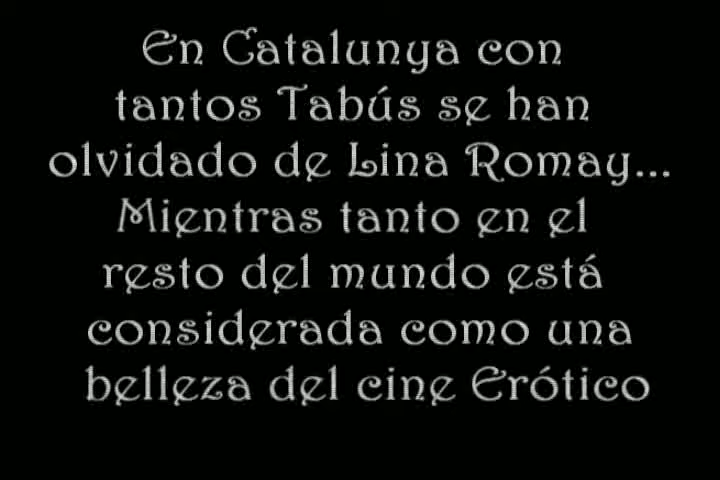 En Catalunya con
tantos Tabús se han
olvidado de Lina Romay...
Mientras tanto en el
resto del mundo está
considerada como una
belleza del cine Erótico